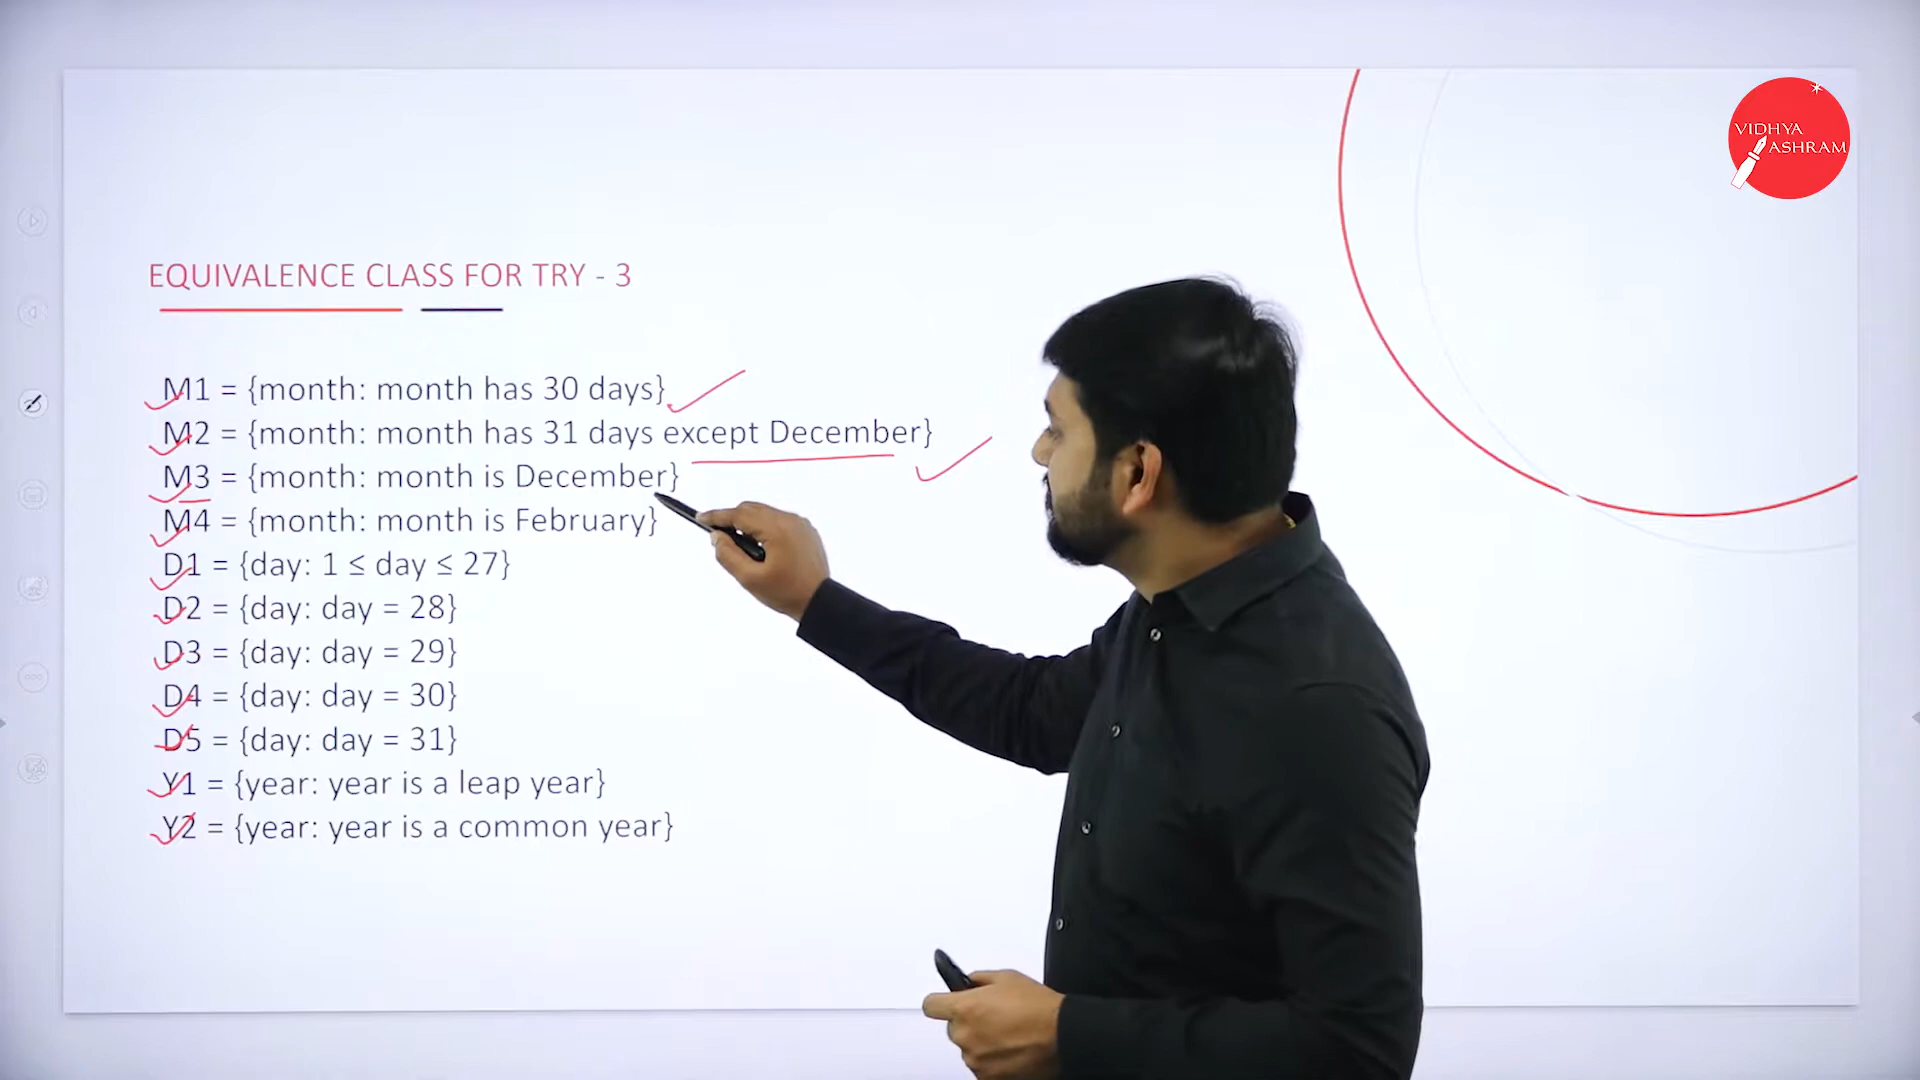 VIDHYA
ASHRAM
EQUIVALENCE CLASS FOR TRY - 3
M1 = {month: month has 30 days}
M2 = {month: month has 31 days except December}
M3 = {month: month is December}
M4 = {month: month is February}
D1 = {day: 1 ≤ day ≤ 27}
D2 = {day: day = 28}
D3 = {day: day = 29}
D4 = {day: day = 30}
D5 = {day: day = 31}
Y1 = {year: year is a leap year}
Y2 = {year: year is a common year}